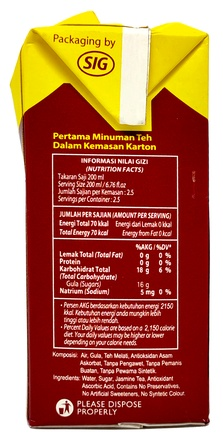 Packaging by
SIG
Pertama Minuman Teh
Dalam Kemasan Karton
INFORMASI NILAI GIZI
(NUTRITION FACTS)
Takaran Saji 200 ml
Serving Size 200 ml / 6.76 fl.oz
Jumlah Sajian per Kemasan : 2.5
Servings per Container : 2.5
JUMLAH PER SAJIAN (AMOUNT PER SERVING)
Energi Total 70 kkal Energi dari Lemak 0 kkal
Total Energy 70 kcal Energy from Fat 0 kcal
%AKG / %DV*
Lemak Total (Total Fat) 0 g 0 %
Protein 0 g 0 %
Karbohidrat Total 18 g 6 %
(Total Carbohydrate)
Gula (Sugars) 16 g
Natrium (Sodium) 5 mg 0 %
• Persen AKG berdasarkan kebutuhan energi 2150
kkal. Kebutuhan energi anda mungkin lebih
tinggi atau lebih rendah.
• Percent Daily Values are based on a 2,150 calorie
diet. Your daily values may be higher or lower
depending on your calorie needs.
Komposisi: Air, Gula, Teh Melati, Antioksidan Asam
Askorbat, Tanpa Pengawet, Tanpa Pemanis
Buatan, Tanpa Pewarna Sintetik.
Ingredients: Water, Sugar, Jasmine Tea, Antioxidant
Ascorbic Acid, Contains No Preservatives,
No Artificial Sweeteners, No Syntetic Colour.
PLEASE DISPOSE
PROPERLY